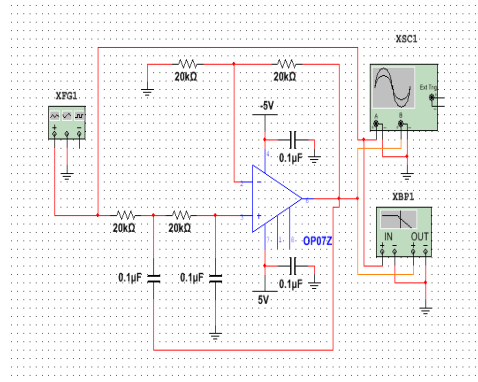 XSC1
XFG1
20kΩ
20kΩ
Ext Trig
A
B
-5V
0.1µF
XBP1
IN
OUT
20kΩ
20kΩ
OP07Z
0.1µF
0.1µF
0.1µF
5V